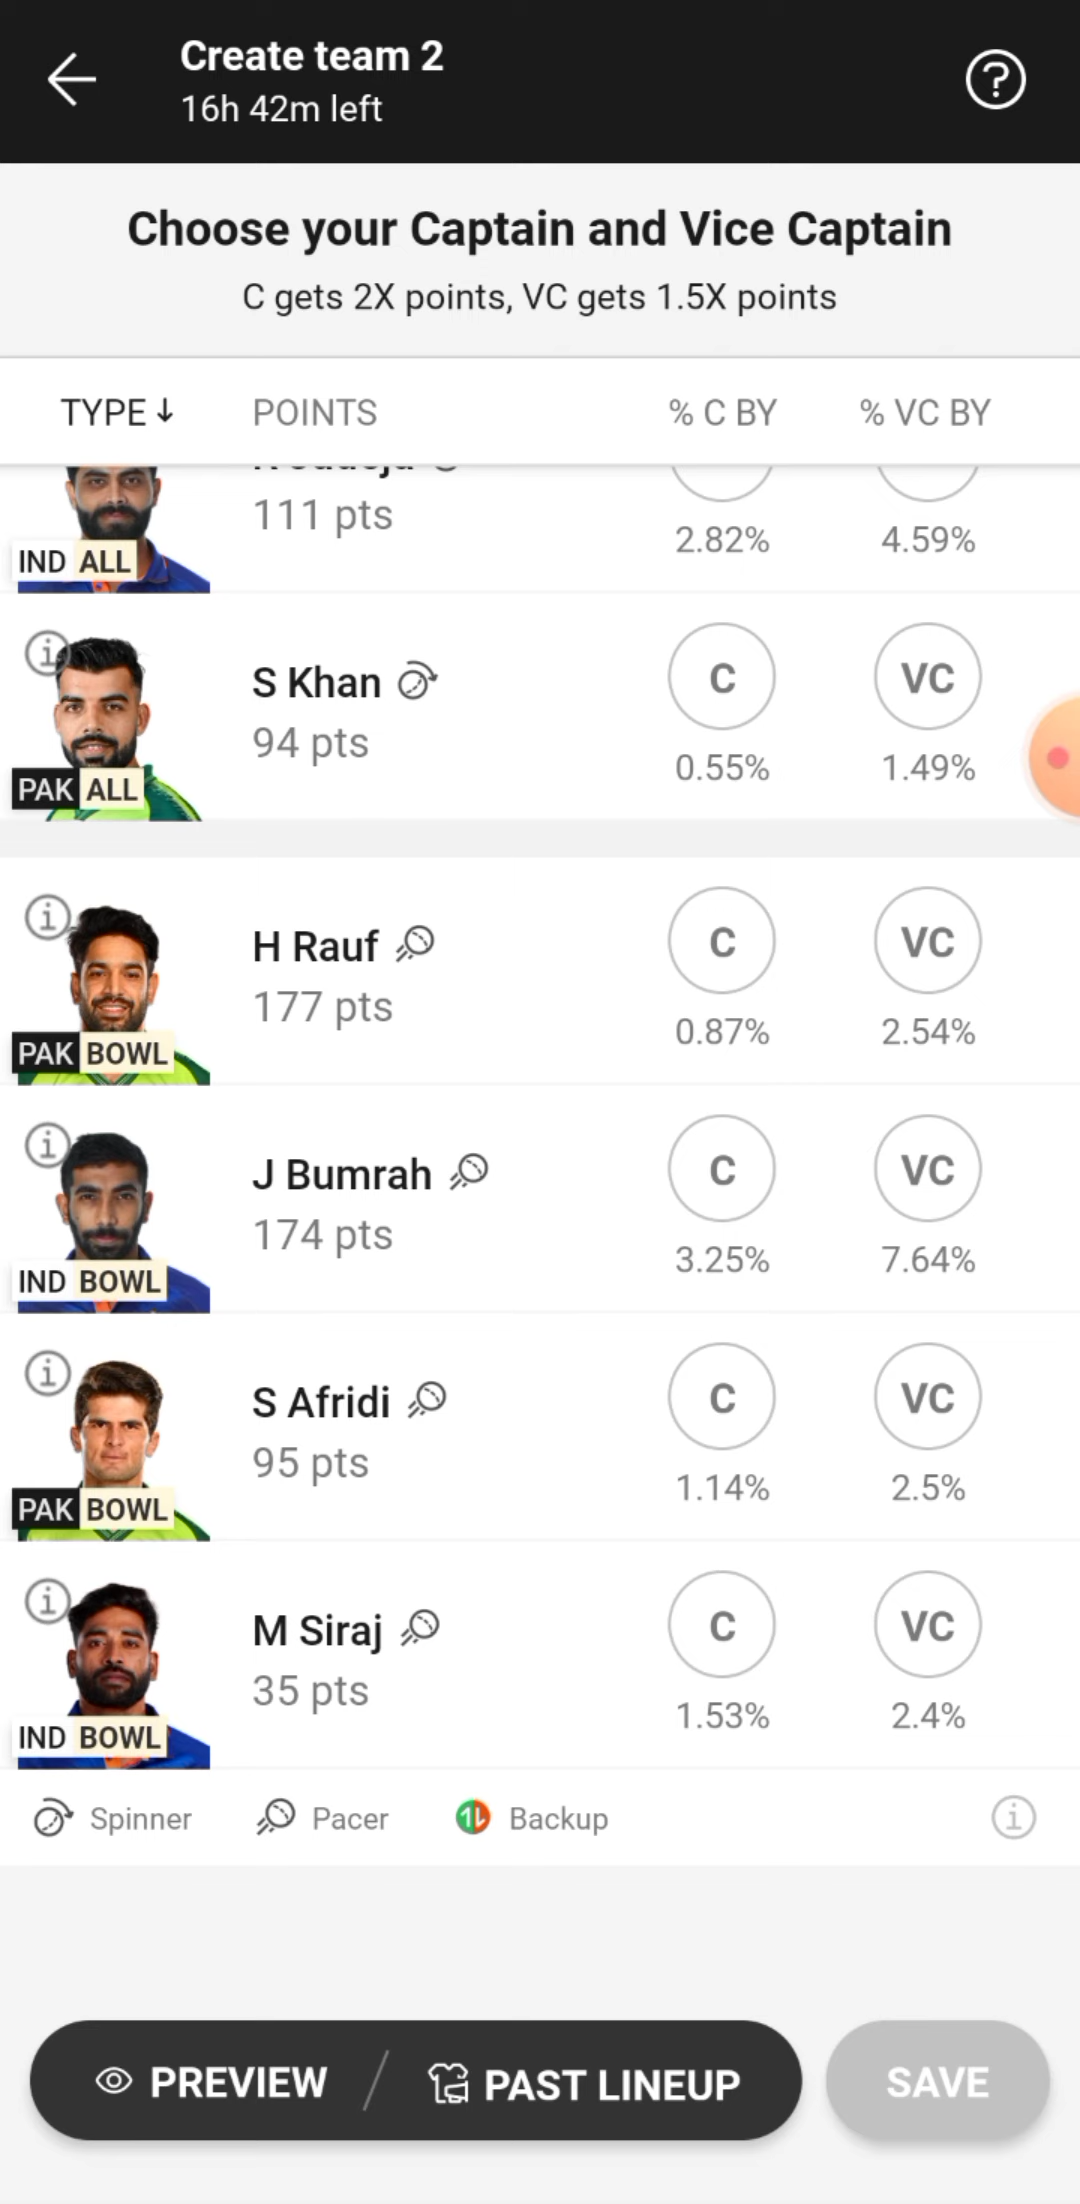 Create team 2
16h 42m left
Choose your Captain and Vice Captain
C gets 2X points, VC gets 1.5X points
TYPE↓ POINTS % C BY % VC BY
111 pts
2.82% 4.59%
IND ALL
S Khan C VC
94 pts
0.55% 1.49%
PAK ALL
H Rauf C VC
177 pts
0.87% 2.54%
PAK BOWL
J Bumrah C VC
174 pts
3.25% 7.64%
IND BOWL
S Afridi C VC
95 pts
1.14% 2.5%
PAK BOWL
M Siraj C VC
35 pts
1.53% 2.4%
IND BOWL
Spinner Pacer Backup
PREVIEW / PAST LINEUP SAVE